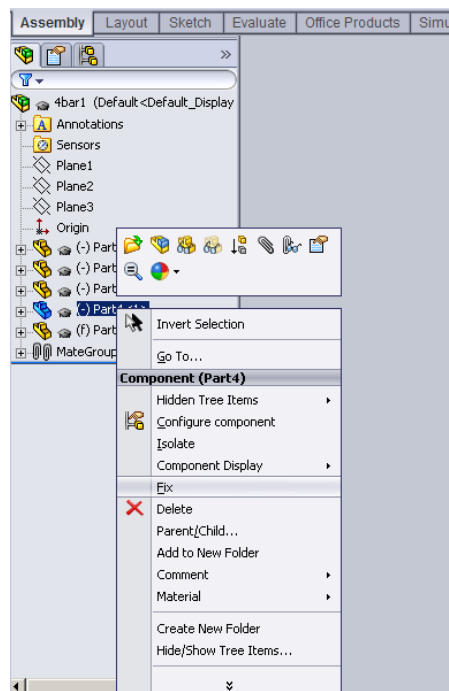 Assembly Layout Sketch Evaluate Office Products Simu
»
4bar1 (Default<Default_Display
A Annotations
Sensors
Plane1
Plane2
Plane3
Origin
(-) Part
(-) Part
(-) Part
(-) Part4<1>
(f) Part
MateGroup
Invert Selection
Go To...
Component (Part4)
Hidden Tree Items
Configure component
Isolate
Component Display
Fix
Delete
Parent/Child...
Add to New Folder
Comment
Material
Create New Folder
Hide/Show Tree Items...